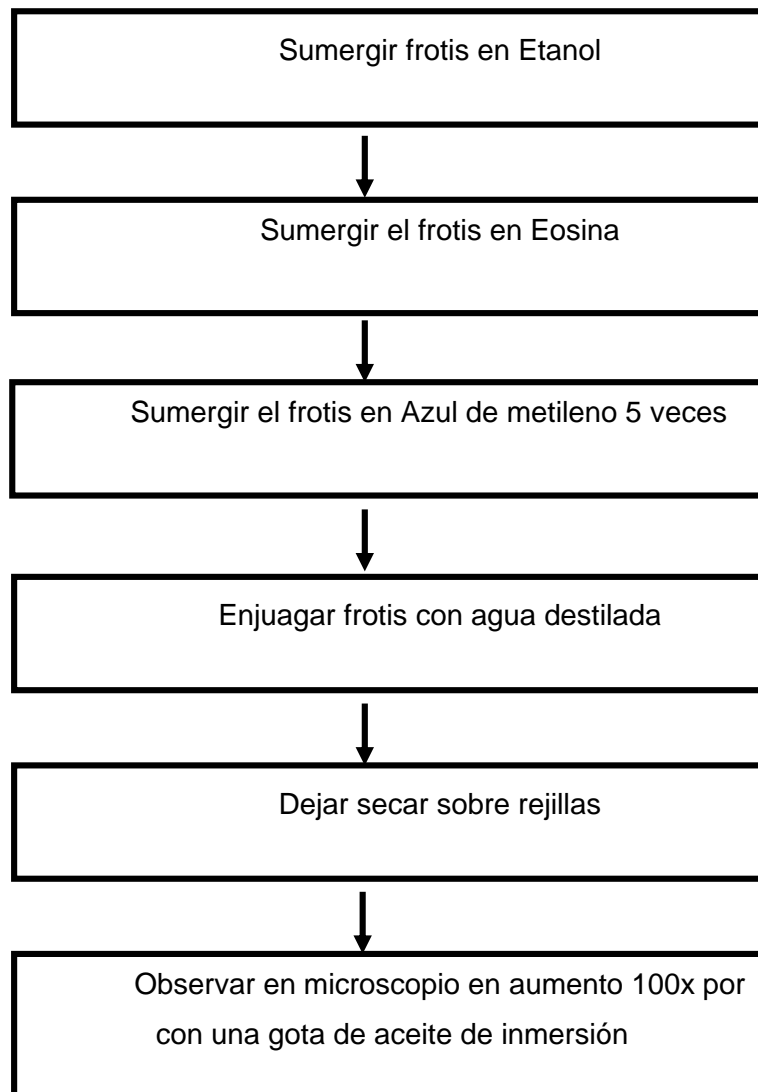 Sumergir frotis en Etanol
Sumergir el frotis en Eosina
Sumergir el frotis en Azul de metileno 5 veces
Enjuagar frotis con agua destilada
Dejar secar sobre rejillas
Observar en microscopio en aumento 100x por
con una gota de aceite de inmersión